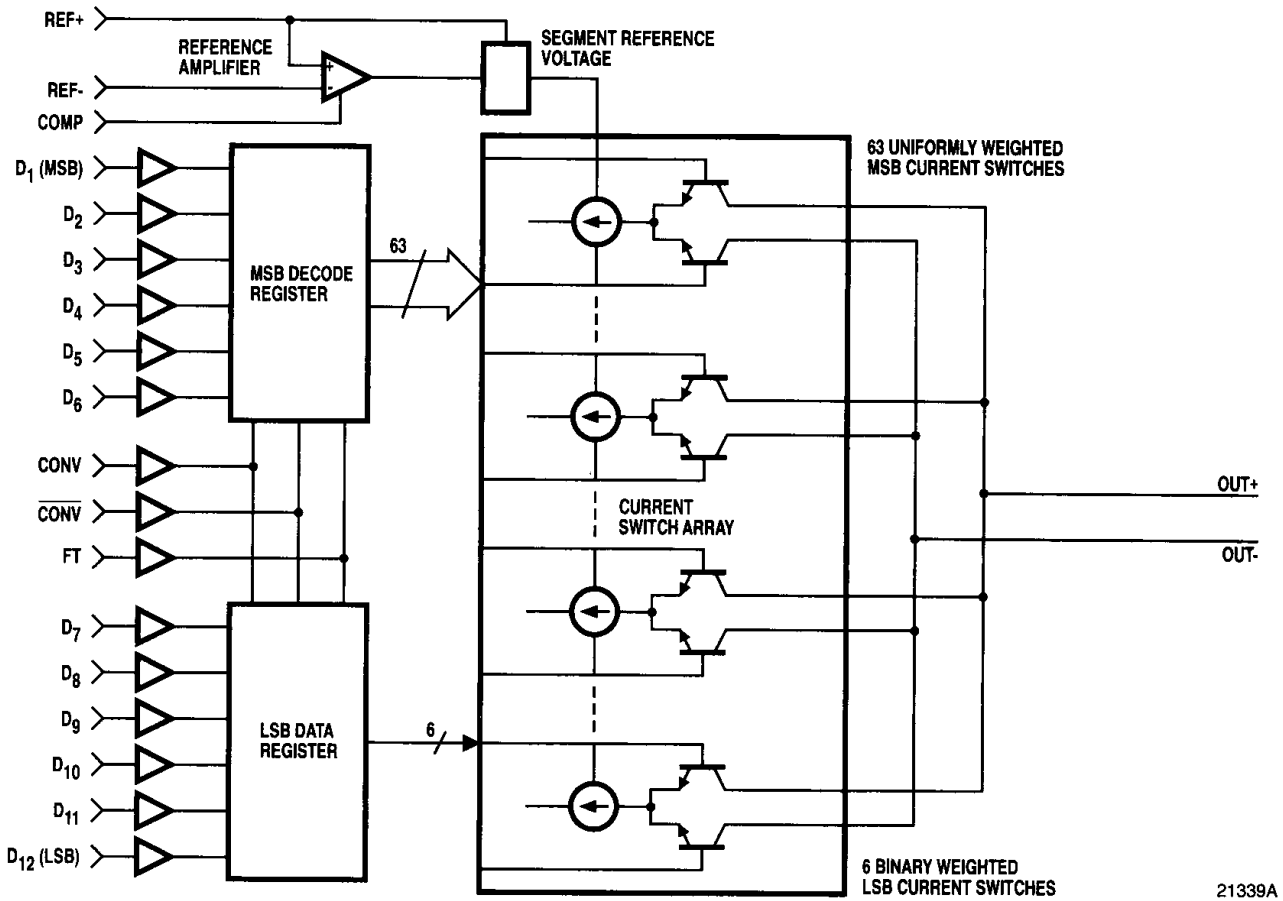 REF+
REFERENCE
AMPLIFIER
+
-
REF-
COMP
SEGMENT REFERENCE
VOLTAGE
D1 (MSB)
D2
D3
D4
D5
D6
MSB DECODE
REGISTER
63
63 UNIFORMLY WEIGHTED
MSB CURRENT SWITCHES
CONV
CONV
FT
CURRENT
SWITCH ARRAY
OUT+
OUT-
D7
D8
D9
D10
D11
D12 (LSB)
LSB DATA
REGISTER
6
6 BINARY WEIGHTED
LSB CURRENT SWITCHES
21339A